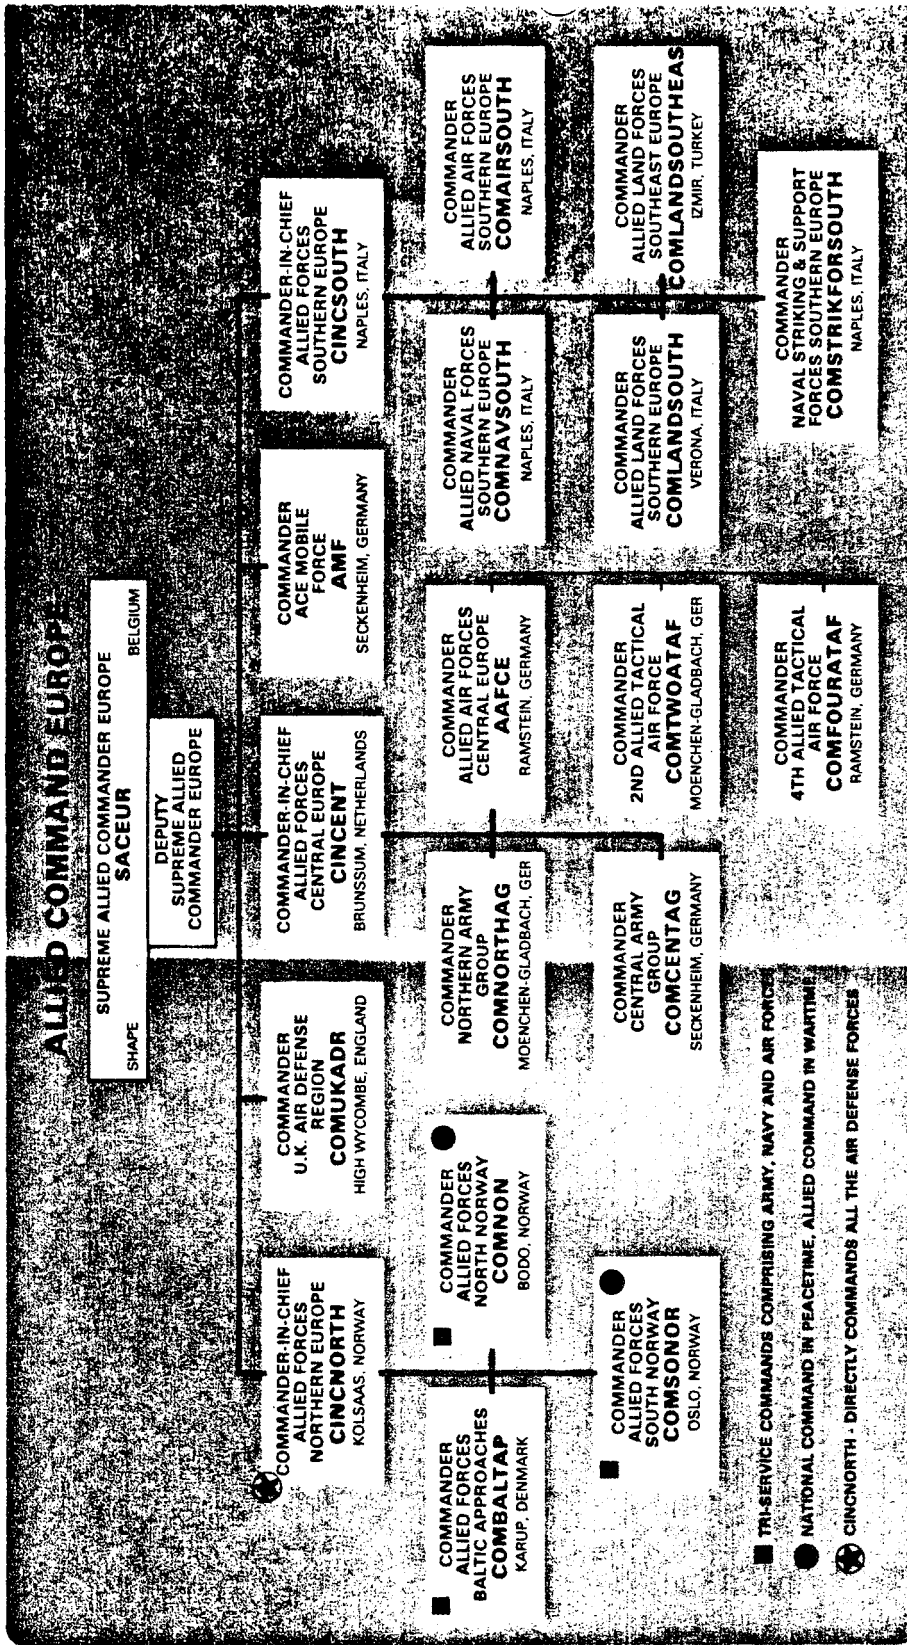 ALLIED COMMAND EUROPE
SUPREME ALLIED COMMANDER EUROPE
SACEUR
SHAPE
BELGIUM
DEPUTY
SUPREME ALLIED
COMMANDER EUROPE
COMMANDER-IN-CHIEF
ALLIED FORCES
NORTHERN EUROPE
CINCNORTH
KOLSAAS, NORWAY
COMMANDER
U.K. AIR DEFENSE
REGION
COMUKADR
HIGH WYCOMBE, ENGLAND
COMMANDER-IN-CHIEF
ALLIED FORCES
CENTRAL EUROPE
CINCENT
BRUNSSUM, NETHERLANDS
COMMANDER
ACE MOBILE
FORCE
AMF
SECKENHEIM, GERMANY
COMMANDER-IN-CHIEF
ALLIED FORCES
SOUTHERN EUROPE
CINCSOUTH
NAPLES, ITALY
COMMANDER
ALLIED FORCES
BALTIC APPROACHES
COMBALTAP
KARUP, DENMARK
COMMANDER
ALLIED FORCES
NORTH NORWAY
COMNON
BODO, NORWAY
COMMANDER
NORTHERN ARMY
GROUP
COMNORTHAG
MOENCHEN-GLADBACH, GER
COMMANDER
ALLIED AIR FORCES
CENTRAL EUROPE
AAFCE
RAMSTEIN, GERMANY
COMMANDER
ALLIED NAVAL FORCES
SOUTHERN EUROPE
COMNAVSOUTH
NAPLES, ITALY
COMMANDER
ALLIED AIR FORCES
SOUTHERN EUROPE
COMAIRSOUTH
NAPLES, ITALY
COMMANDER
ALLIED FORCES
SOUTH NORWAY
COMSONOR
OSLO, NORWAY
COMMANDER
CENTRAL ARMY
GROUP
COMCENTAG
SECKENHEIM, GERMANY
COMMANDER
2ND ALLIED TACTICAL
AIR FORCE
COMTWOATAF
MOENCHEN-GLADBACH, GER
COMMANDER
ALLIED LAND FORCES
SOUTHERN EUROPE
COMLANDSOUTH
VERONA, ITALY
COMMANDER
ALLIED LAND FORCES
SOUTHEAST EUROPE
COMLANDSOUTHEAS
IZMIR, TURKEY
COMMANDER
4TH ALLIED TACTICAL
AIR FORCE
COMFOURATAF
RAMSTEIN, GERMANY
COMMANDER
NAVAL STRIKING & SUPPORT
FORCES SOUTHERN EUROPE
COMSTRIKFORSOUTH
NAPLES, ITALY
TRI-SERVICE COMMANDS COMPRISING ARMY, NAVY AND AIR FORCE
NATIONAL COMMAND IN PEACETIME, ALLIED COMMAND IN WARTIME
CINCNORTH - DIRECTLY COMMANDS ALL THE AIR DEFENSE FORCES